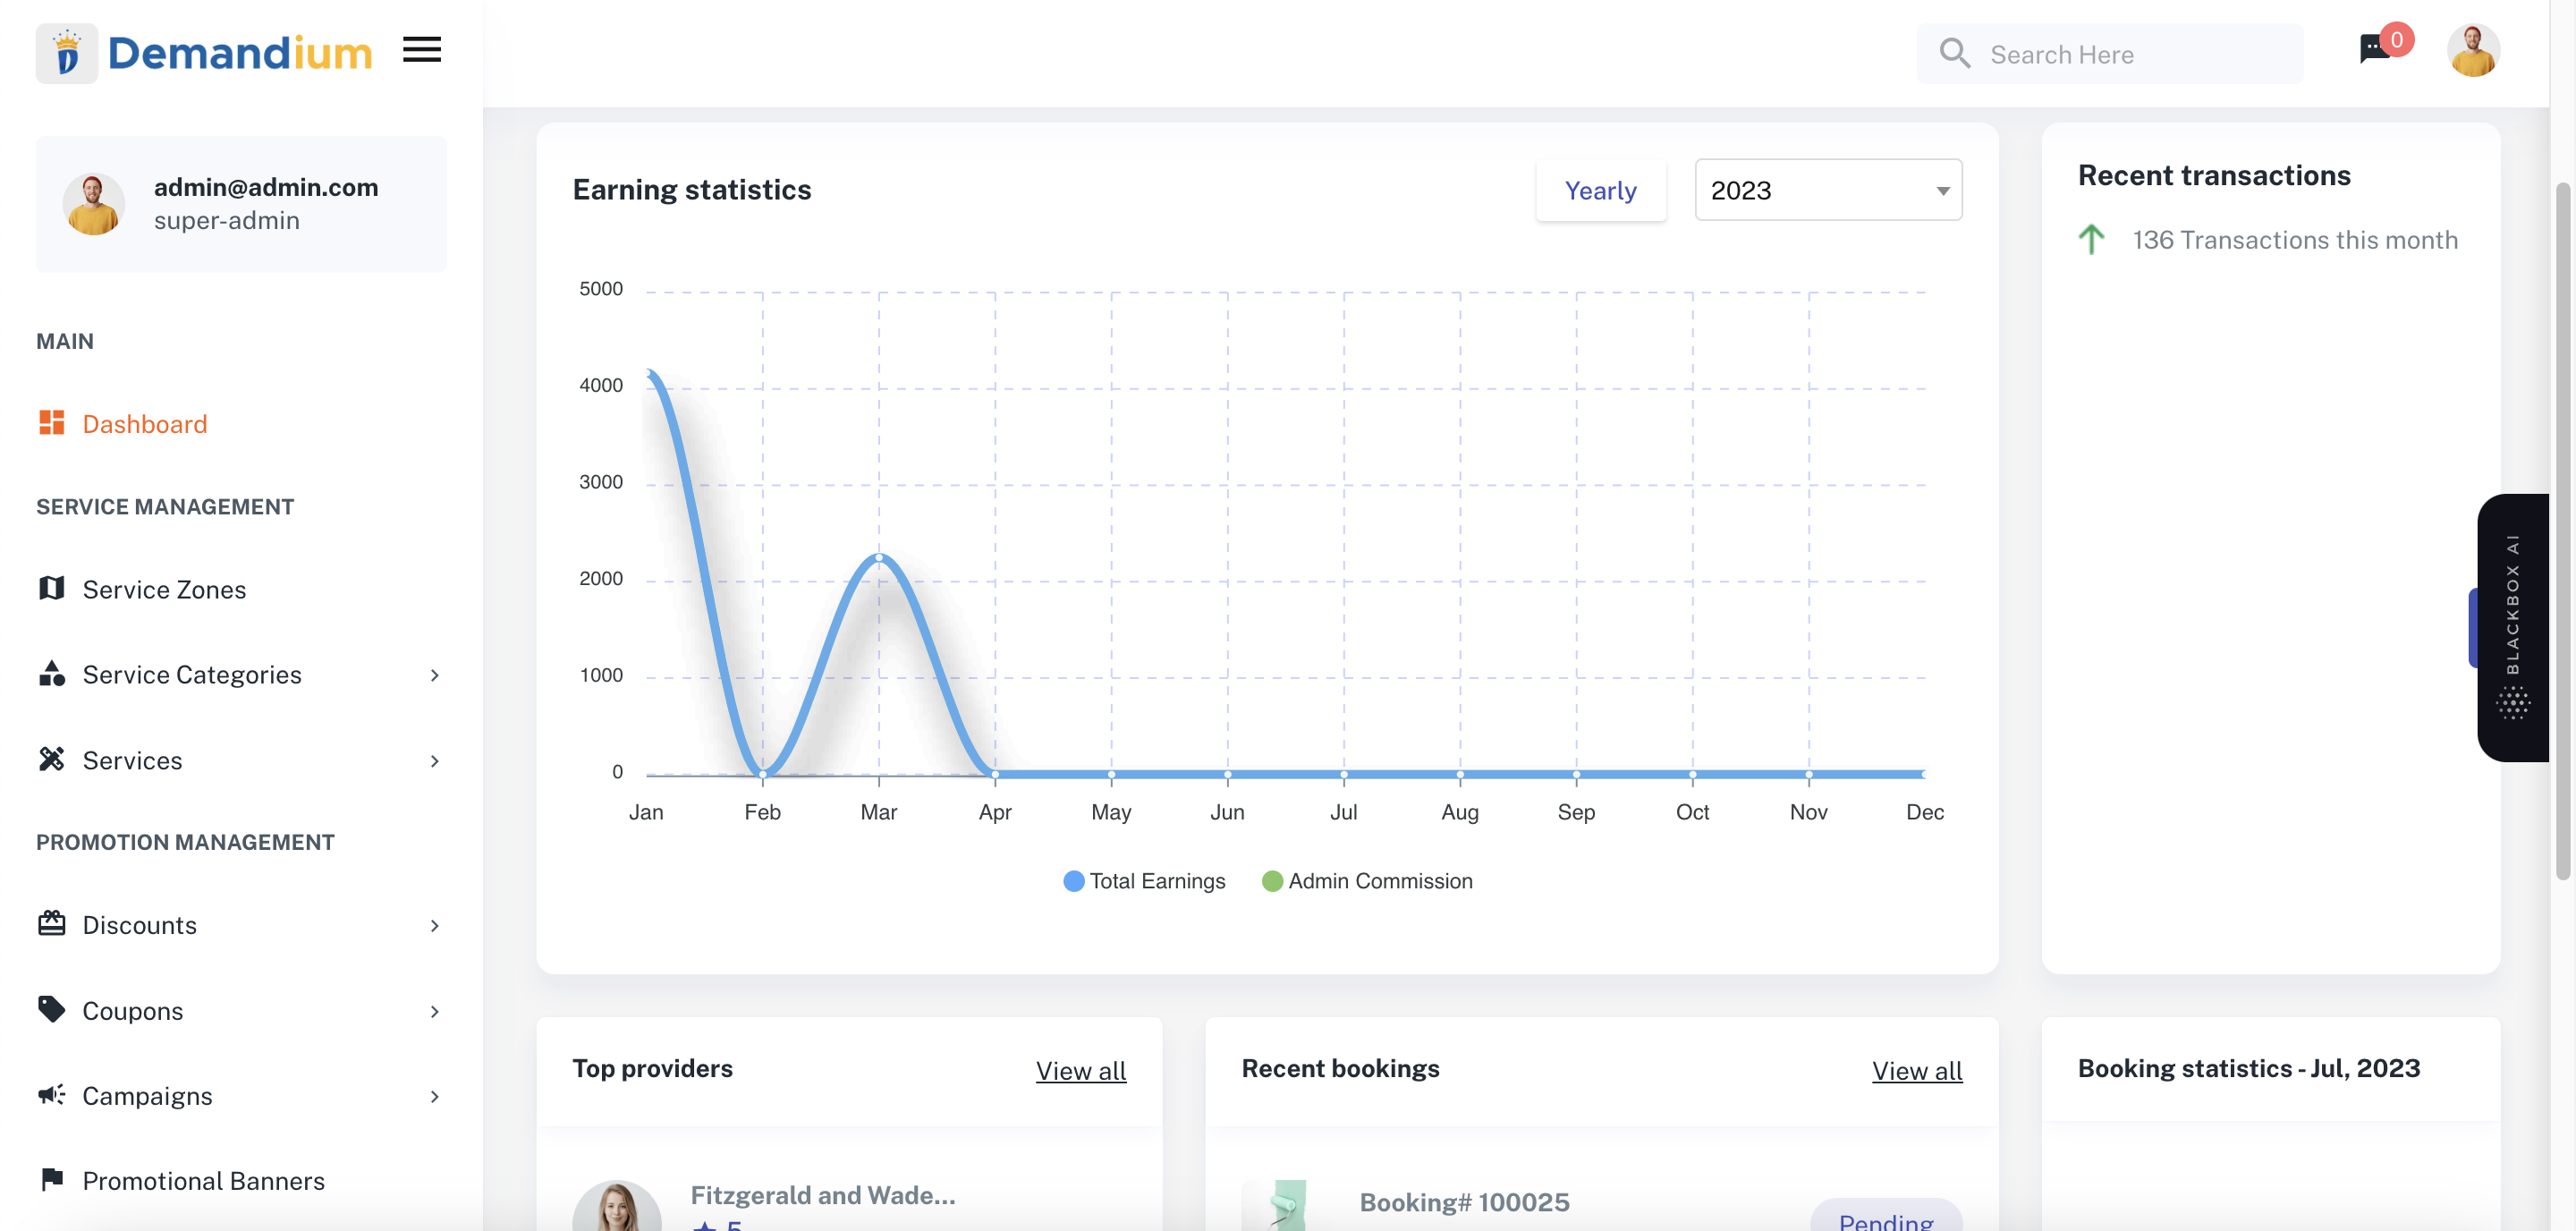 Demandium
Search Here
0
admin@admin.com
super-admin
MAIN
Dashboard
SERVICE MANAGEMENT
Service Zones
Service Categories
Services
PROMOTION MANAGEMENT
Discounts
Coupons
Campaigns
Promotional Banners
Earning statistics
Yearly
2023
5000
4000
3000
2000
1000
0
Jan Feb Mar Apr May Jun Jul Aug Sep Oct Nov Dec
Total Earnings Admin Commission
Recent transactions
136 Transactions this month
BLACKBOX AI
Top providers
View all
Fitzgerald and Wade...
5
Recent bookings
View all
Booking# 100025
Pending
Booking statistics - Jul, 2023